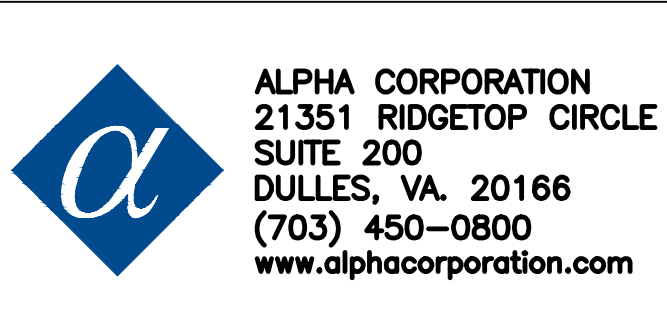 α
ALPHA CORPORATION
21351 RIDGETOP CIRCLE
SUITE 200
DULLES, VA. 20166
(703) 450-0800
www.alphacorporation.com